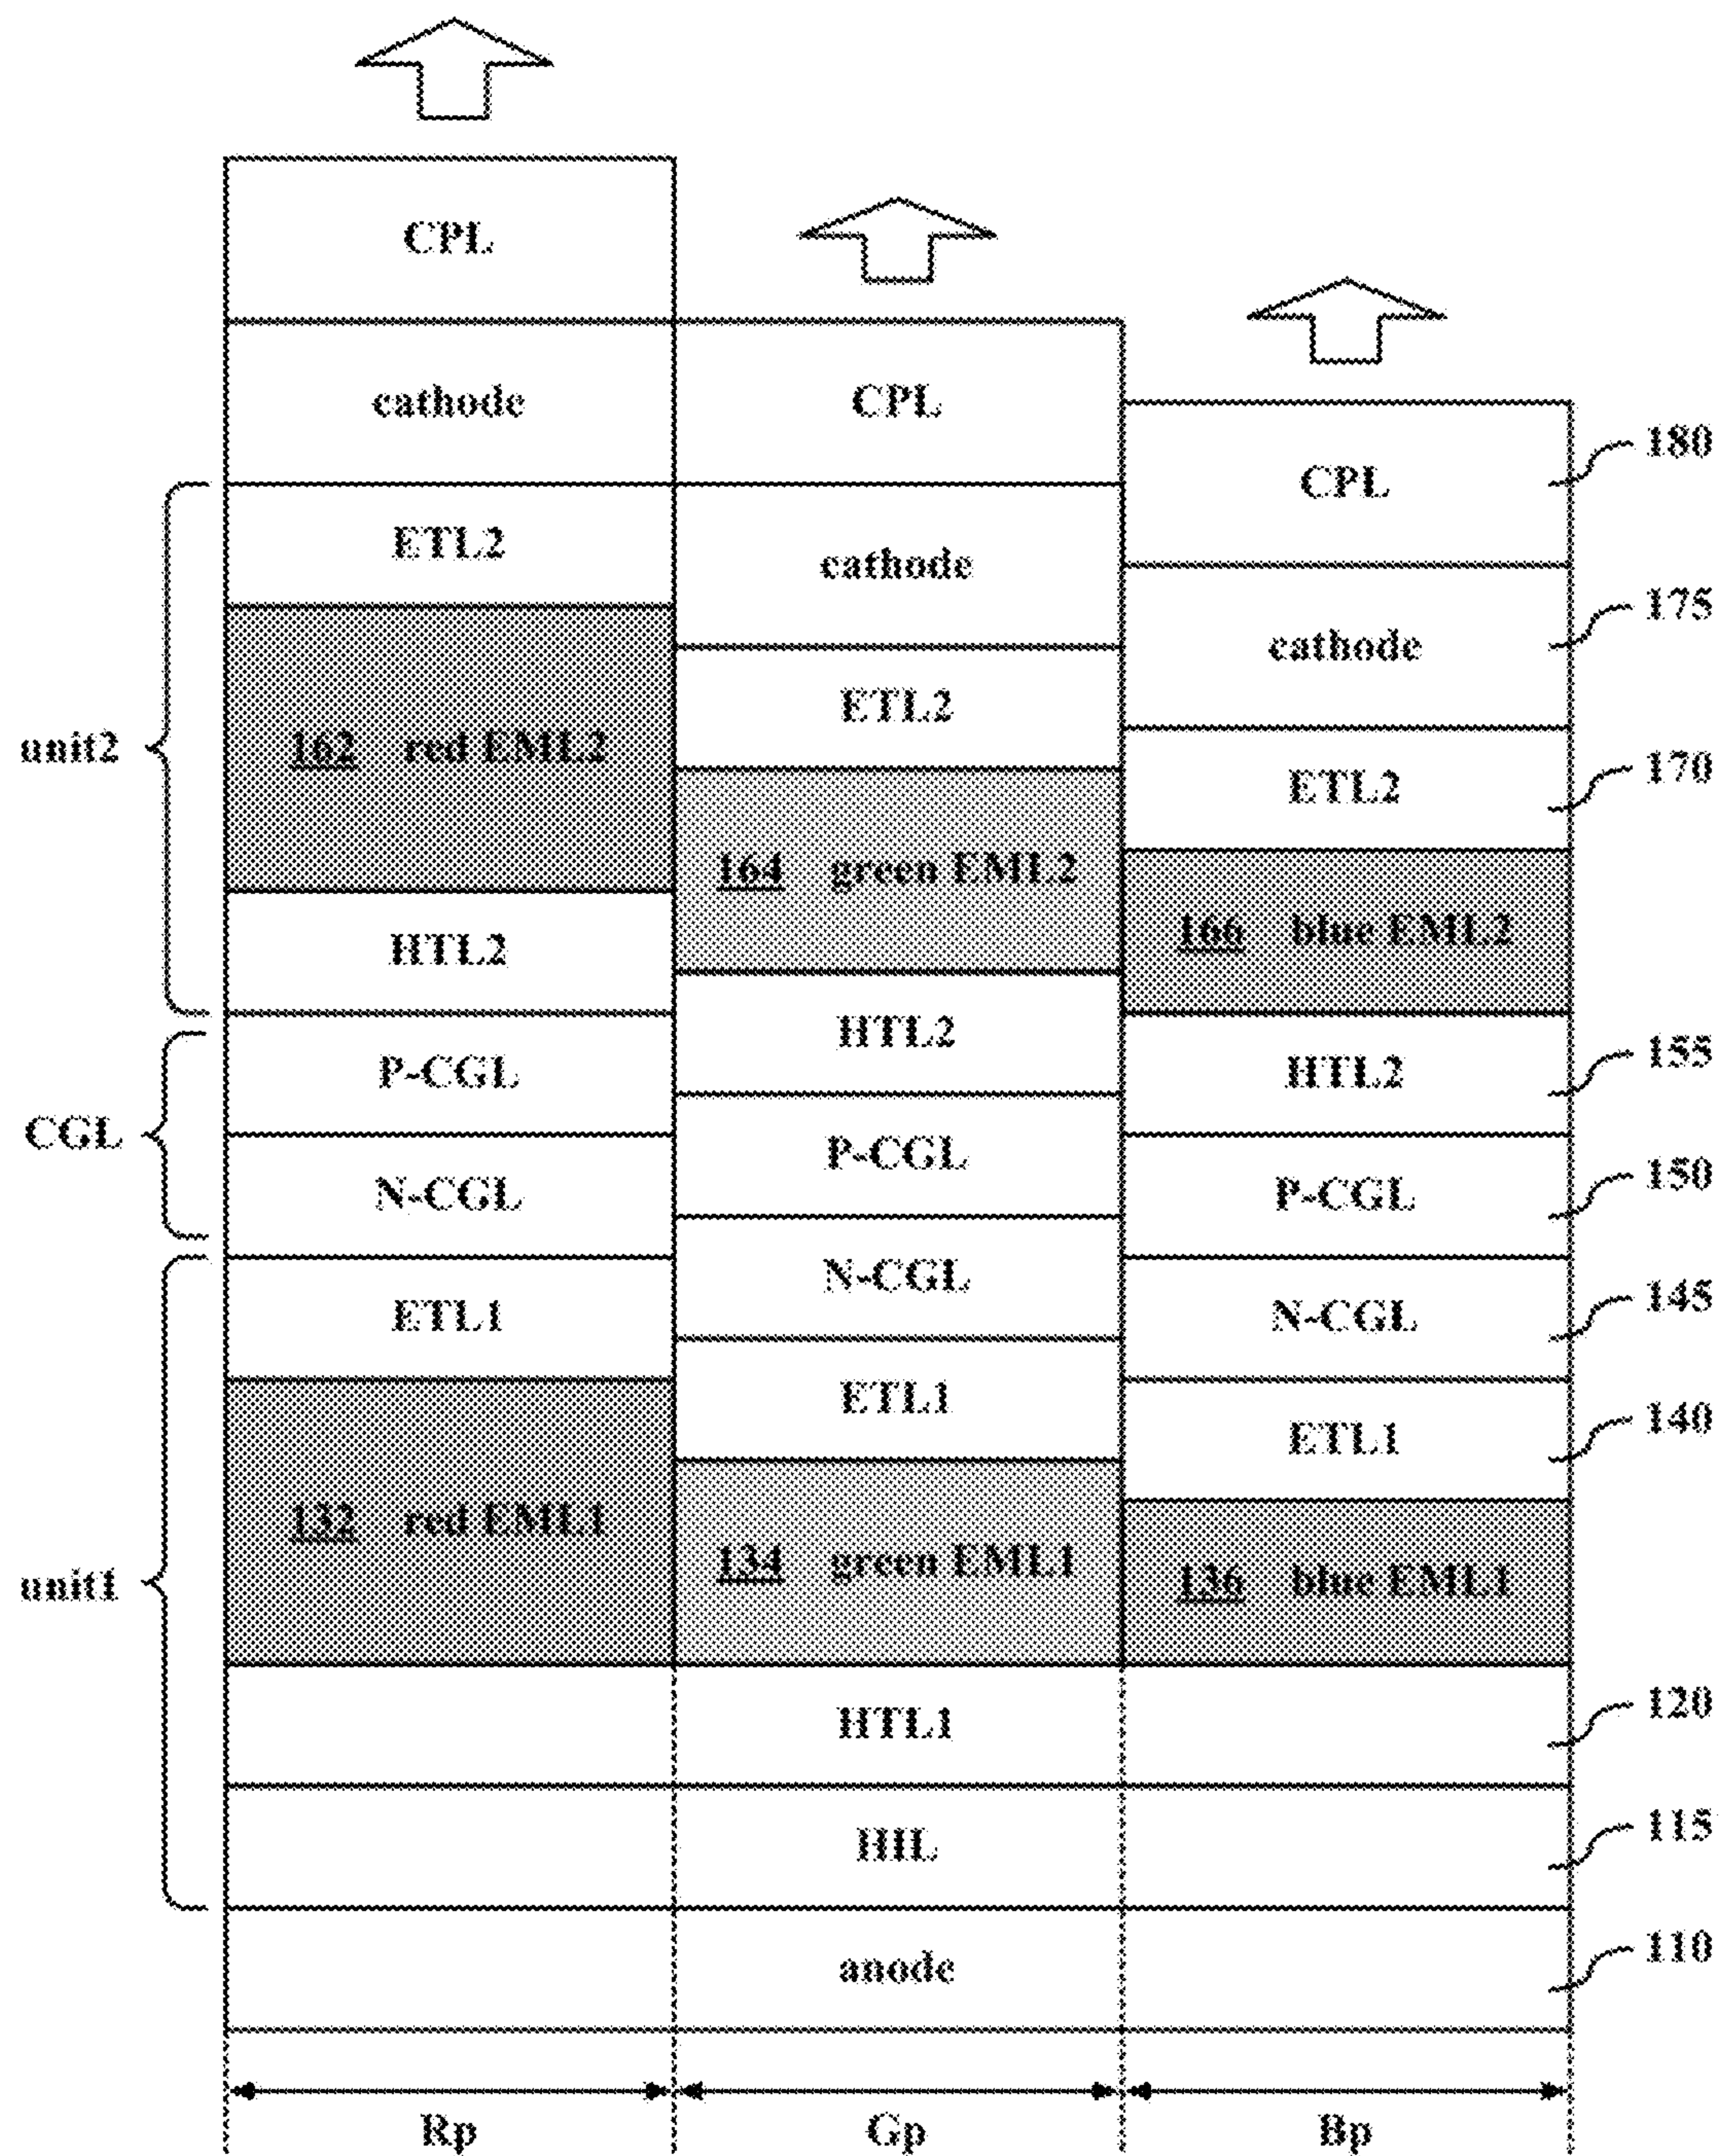 CPL
cathode
CPL
180
CPL
ETL2
cathode
175
cathode
unit2
162 red EML2
ETL2
170
ETL2
164 green EML2
166 blue EML2
HTL2
HTL2
155
HTL2
CGL
P-CGL
P-CGL
150
P-CGL
N-CGL
N-CGL
145
N-CGL
ETL1
ETL1
140
ETL1
unit1
132 red EML1
134 green EML1
136 blue EML1
HTL1
120
HIL
115
anode
110
Rp Gp Bp